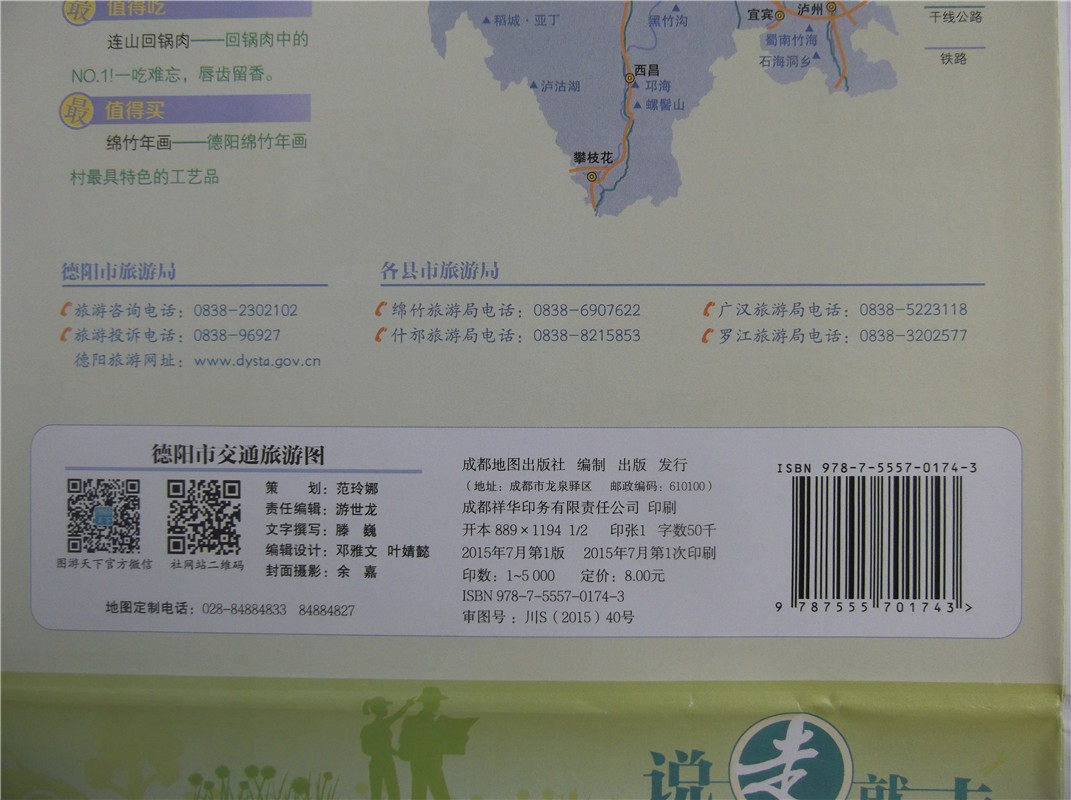 最 值得吃
连山回锅肉——回锅肉中的
NO.1!一吃难忘，唇齿留香。
最 值得买
绵竹年画——德阳绵竹年画
村最具特色的工艺品
稻城·亚丁
黑竹沟
宜宾
泸州
蜀南竹海
石海洞乡
泸沽湖
西昌
邛海
螺髻山
攀枝花
干线公路
铁路
德阳市旅游局
旅游咨询电话：0838-2302102
旅游投诉电话：0838-96927
德阳旅游网址：www.dysta.gov.cn
各县市旅游局
绵竹旅游局电话：0838-6907622
广汉旅游局电话：0838-5223118
什邡旅游局电话：0838-8215853
罗江旅游局电话：0838-3202577
德阳市交通旅游图
图游天下官方微信
社网站二维码
策 划：范玲娜
责任编辑：游世龙
文字撰写：滕 巍
编辑设计：邓雅文 叶婧懿
封面摄影：余 嘉
地图定制电话：028-84884833 84884827
成都地图出版社 编制 出版 发行
（地址：成都市龙泉驿区 邮政编码：610100）
成都祥华印务有限责任公司 印刷
开本 889×1194 1/2 印张1 字数50千
2015年7月第1版 2015年7月第1次印刷
印数：1~5 000 定价：8.00元
ISBN 978-7-5557-0174-3
审图号：川S（2015）40号
ISBN 978-7-5557-0174-3
9 787555 701743 >
说走就